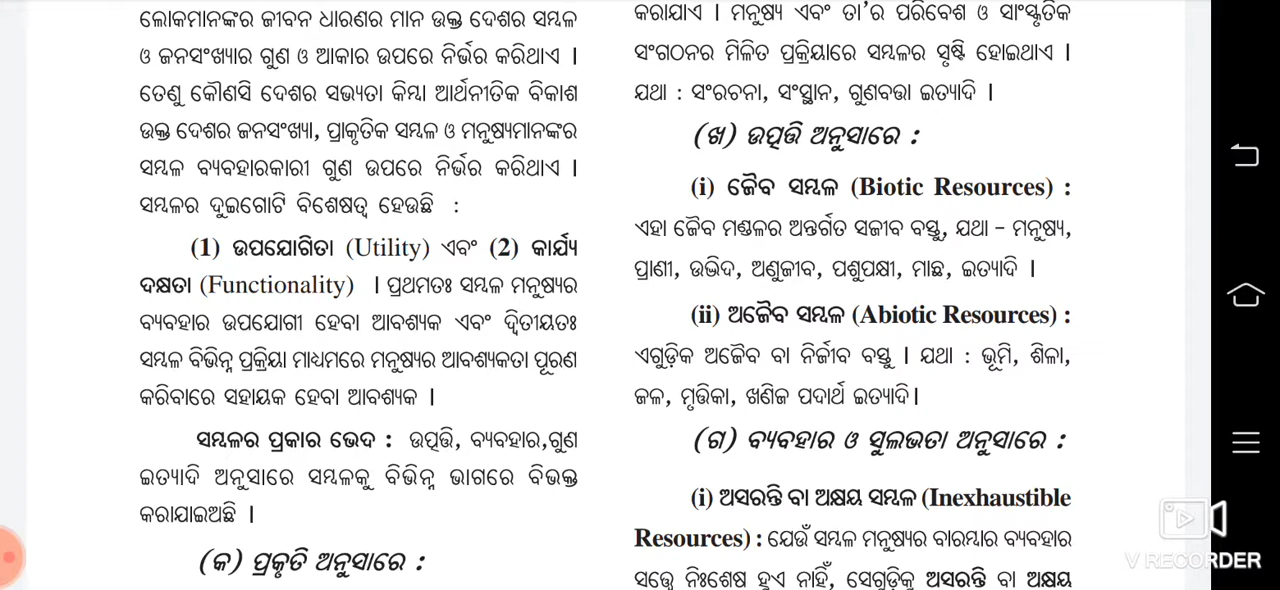 ଲୋକମାନଙ୍କର ଜୀବନ ଧାରଣର ମାନ ଉକ୍ତ ଦେଶର ସମ୍ବଳ
ଓ ଜନସଂଖ୍ୟାର ଗୁଣ ଓ ଆକାର ଉପରେ ନିର୍ଭର କରିଥାଏ ।
ତେଣୁ କୌଣସି ଦେଶର ସଭ୍ୟତା କିମ୍ବା ଆର୍ଥନୀତିକ ବିକାଶ
ଉକ୍ତ ଦେଶର ଜନସଂଖ୍ୟା, ପ୍ରାକୃତିକ ସମ୍ବଳ ଓ ମନୁଷ୍ୟମାନଙ୍କର
ସମ୍ବଳ ବ୍ୟବହାରକାରୀ ଗୁଣ ଉପରେ ନିର୍ଭର କରିଥାଏ ।
ସମ୍ବଳର ଦୁଇଗୋଟି ବିଶେଷତ୍ୱ ହେଉଛି :
(1) ଉପଯୋଗିତା (Utility) ଏବଂ (2) କାର୍ଯ୍ୟ
ଦକ୍ଷତା (Functionality) । ପ୍ରଥମତଃ ସମ୍ବଳ ମନୁଷ୍ୟର
ବ୍ୟବହାର ଉପଯୋଗୀ ହେବା ଆବଶ୍ୟକ ଏବଂ ଦ୍ୱିତୀୟତଃ
ସମ୍ବଳ ବିଭିନ୍ନ ପ୍ରକ୍ରିୟା ମାଧ୍ୟମରେ ମନୁଷ୍ୟର ଆବଶ୍ୟକତା ପୂରଣ
କରିବାରେ ସହାୟକ ହେବା ଆବଶ୍ୟକ ।
ସମ୍ବଳର ପ୍ରକାର ଭେଦ : ଉତ୍ପତ୍ତି, ବ୍ୟବହାର,ଗୁଣ
ଇତ୍ୟାଦି ଅନୁସାରେ ସମ୍ବଳକୁ ବିଭିନ୍ନ ଭାଗରେ ବିଭକ୍ତ
କରାଯାଇଅଛି ।
(କ) ପ୍ରକୃତି ଅନୁସାରେ :
କରାଯାଏ । ମନୁଷ୍ୟ ଏବଂ ତା’ର ପରିବେଶ ଓ ସାଂସ୍କୃତିକ
ସଂଗଠନର ମିଳିତ ପ୍ରକ୍ରିୟାରେ ସମ୍ବଳର ସୃଷ୍ଟି ହୋଇଥାଏ ।
ଯଥା : ସଂରଚନା, ସଂସ୍ଥାନ, ଗୁଣବତ୍ତା ଇତ୍ୟାଦି ।
(ଖ) ଉତ୍ପତ୍ତି ଅନୁସାରେ :
(i) ଜୈବ ସମ୍ବଳ (Biotic Resources) :
ଏହା ଜୈବ ମଣ୍ଡଳର ଅନ୍ତର୍ଗତ ସଜୀବ ବସ୍ତୁ, ଯଥା – ମନୁଷ୍ୟ,
ପ୍ରାଣୀ, ଉଦ୍ଭିଦ, ଅଣୁଜୀବ, ପଶୁପକ୍ଷୀ, ମାଛ, ଇତ୍ୟାଦି ।
(ii) ଅଜୈବ ସମ୍ବଳ (Abiotic Resources) :
ଏଗୁଡ଼ିକ ଅଜୈବ ବା ନିର୍ଜୀବ ବସ୍ତୁ । ଯଥା : ଭୂମି, ଶିଳା,
ଜଳ, ମୃତ୍ତିକା, ଖଣିଜ ପଦାର୍ଥ ଇତ୍ୟାଦି।
(ଗ) ବ୍ୟବହାର ଓ ସୁଲଭତା ଅନୁସାରେ :
(i) ଅସରନ୍ତି ବା ଅକ୍ଷୟ ସମ୍ବଳ (Inexhaustible
Resources) : ଯେଉଁ ସମ୍ବଳ ମନୁଷ୍ୟର ବାରମ୍ବାର ବ୍ୟବହାର
ସତ୍ତ୍ୱେ ନିଃଶେଷ ହୁଏ ନାହିଁ, ସେଗୁଡ଼ିକୁ ଅସରନ୍ତି ବା ଅକ୍ଷୟ
V RECORDER